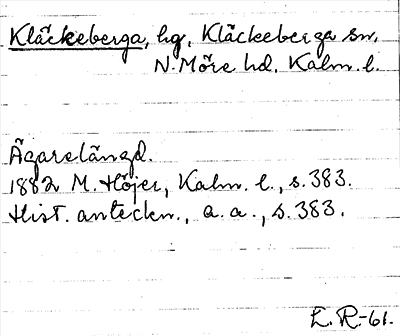 Kläckeberga, hg, Kläckeberga sn,
N. Möre hd, Kalm. l.
Ägarelängd.
1882 M. Höjer, Kalm. l., s. 383.
Hist. anteckn., a. a., s. 383.
E. R.-61.